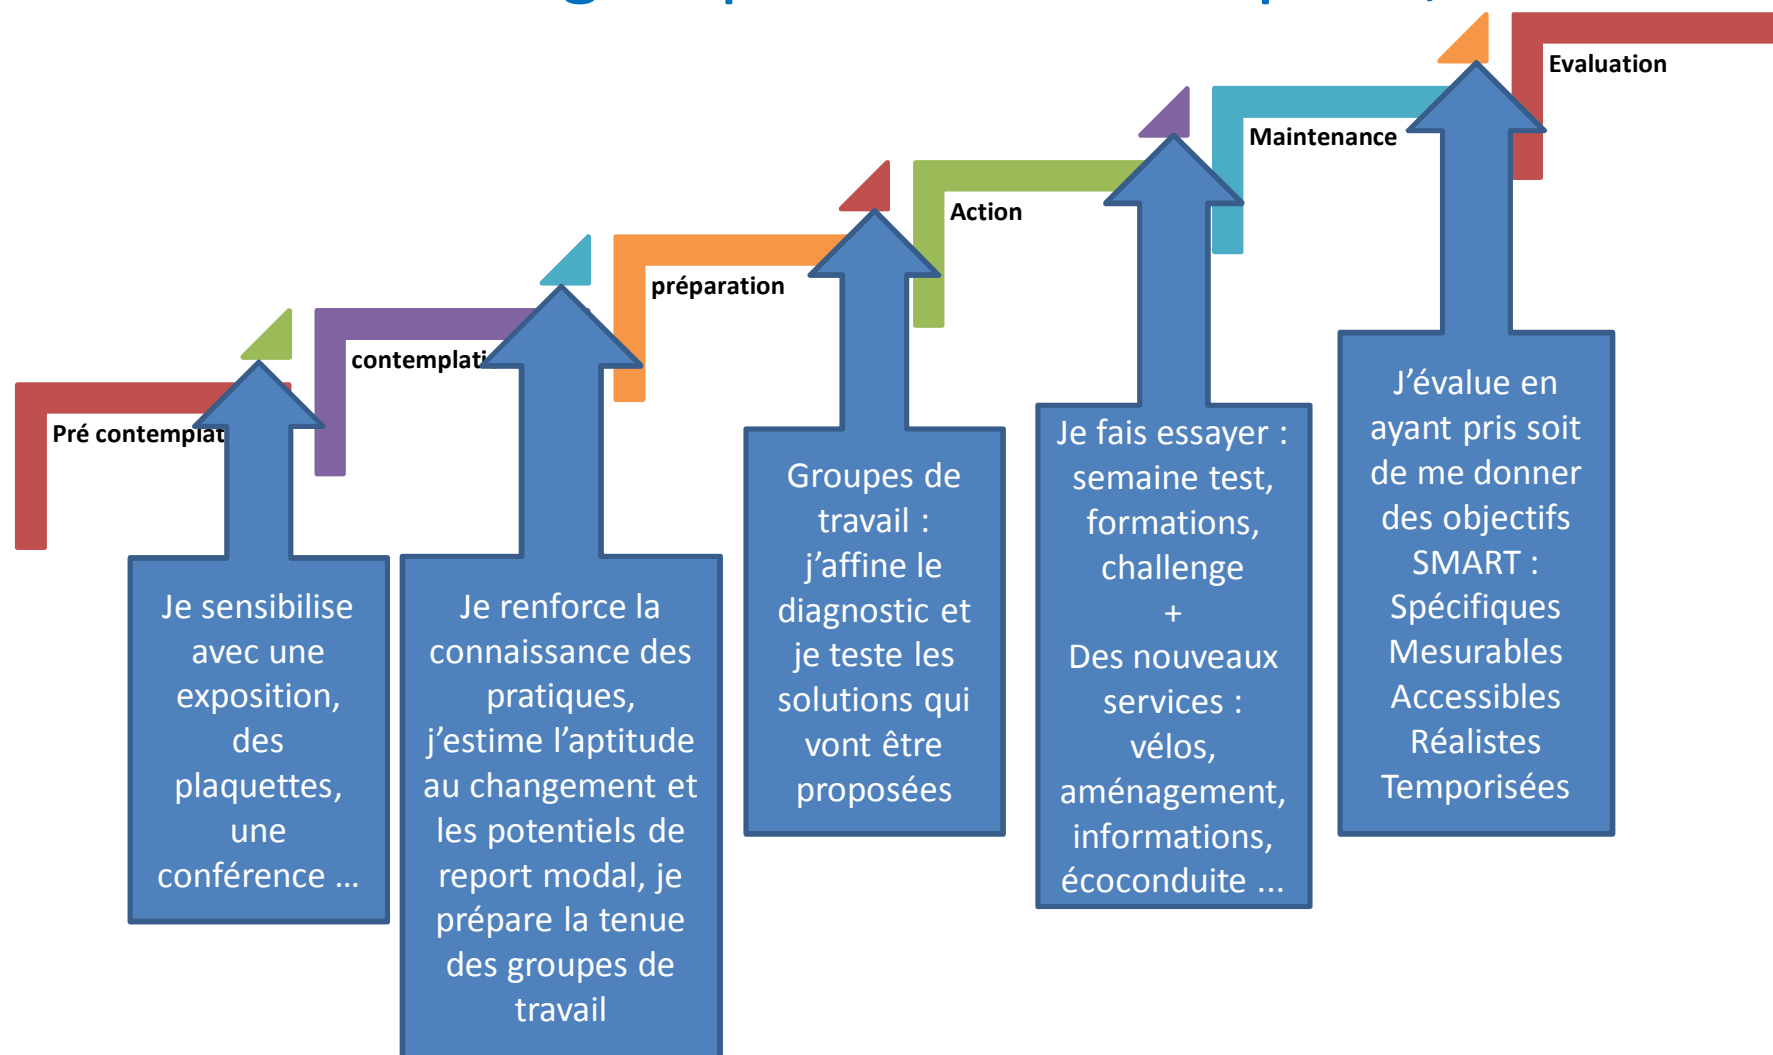 Pré contemplat
contemplati
préparation
Action
Maintenance
Evaluation
Je sensibilise
avec une
exposition,
des
plaquettes,
une
conférence ...
Je renforce la
connaissance des
pratiques,
j’estime l’aptitude
au changement et
les potentiels de
report modal, je
prépare la tenue
des groupes de
travail
Groupes de
travail :
j’affine le
diagnostic et
je teste les
solutions qui
vont être
proposées
Je fais essayer :
semaine test,
formations,
challenge
+
Des nouveaux
services :
vélos,
aménagement,
informations,
écoconduite ...
J’évalue en
ayant pris soit
de me donner
des objectifs
SMART :
Spécifiques
Mesurables
Accessibles
Réalistes
Temporisées